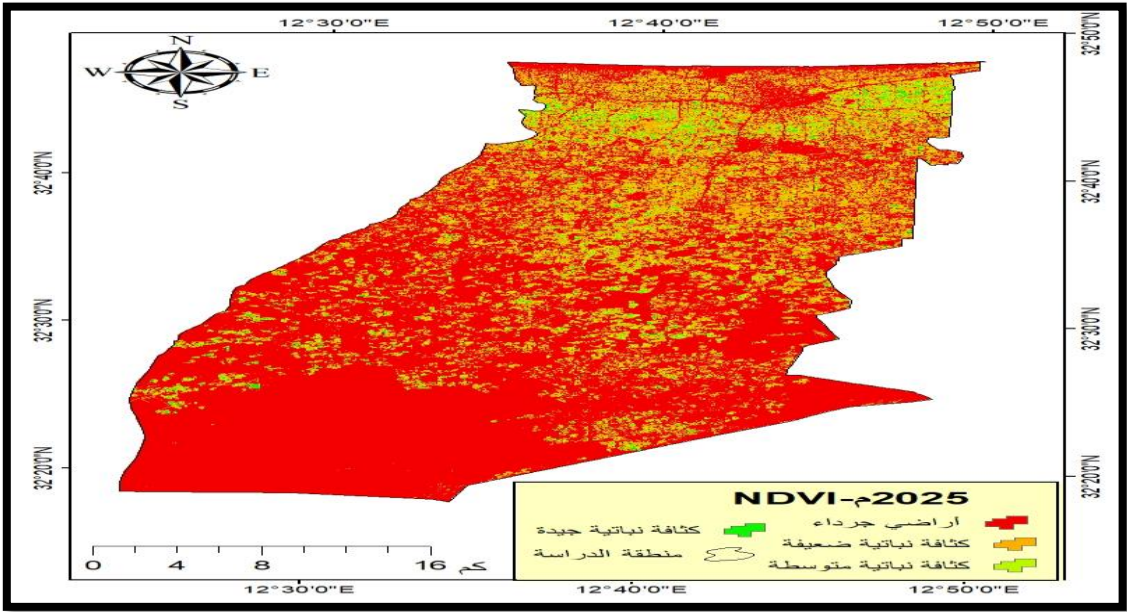 12°30'0"E 12°40'0"E 12°50'0"E
N
W E
S
32°50'0"N
32°40'0"N 32°40'0"N
32°30'0"N 32°30'0"N
32°20'0"N 32°20'0"N
NDVI-2025م
أراضي جرداء
كثافة نباتية ضعيفة
كثافة نباتية متوسطة
كثافة نباتية جيدة
منطقة الدراسة
0 4 8 16 كم
12°30'0"E 12°40'0"E 12°50'0"E